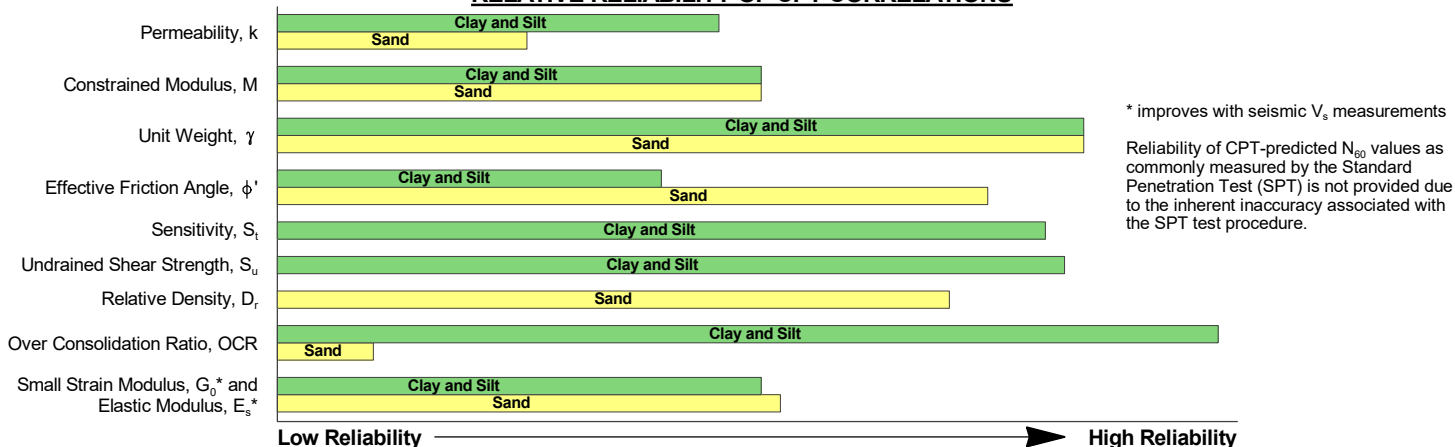 RELATIVE RELIABILITY OF CPT CORRELATIONS
Permeability, k
Clay and Silt
Sand
Constrained Modulus, M
Clay and Silt
Sand
Unit Weight, γ
Clay and Silt
Sand
Effective Friction Angle, ϕ'
Clay and Silt
Sand
Sensitivity, Sₜ
Clay and Silt
Undrained Shear Strength, Sᵤ
Clay and Silt
Relative Density, Dᵣ
Sand
Over Consolidation Ratio, OCR
Clay and Silt
Sand
Small Strain Modulus, G₀* and
Elastic Modulus, Eₛ*
Clay and Silt
Sand
Low Reliability
High Reliability
* improves with seismic Vₛ measurements
Reliability of CPT-predicted N₆₀ values as
commonly measured by the Standard
Penetration Test (SPT) is not provided due
to the inherent inaccuracy associated with
the SPT test procedure.